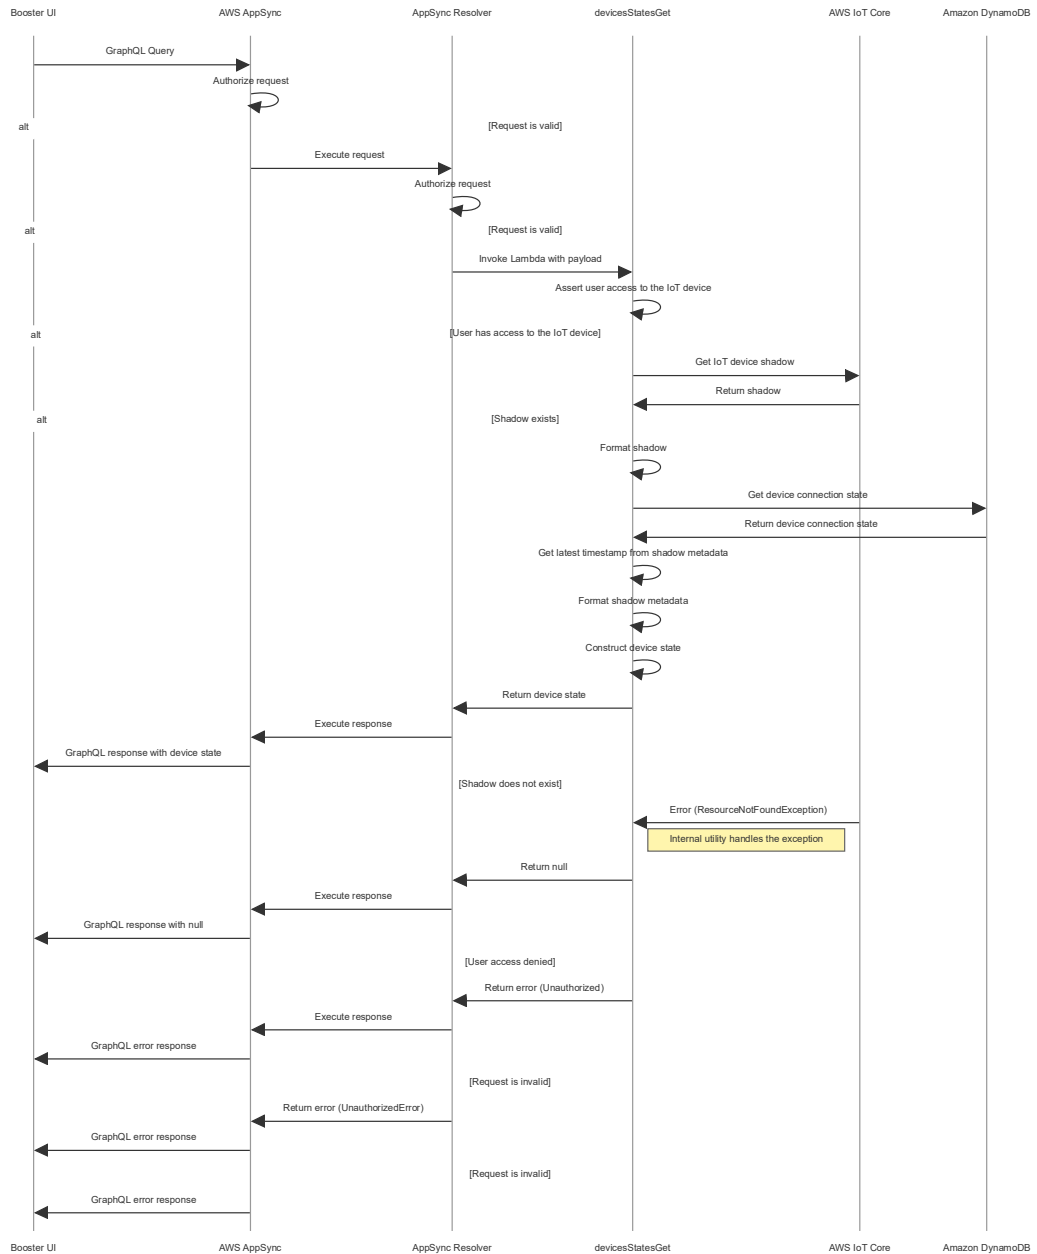 Booster UI AWS AppSync AppSync Resolver devicesStatesGet AWS IoT Core Amazon DynamoDB
GraphQL Query
Authorize request
alt [Request is valid]
Execute request
Authorize request
alt [Request is valid]
Invoke Lambda with payload
Assert user access to the IoT device
alt [User has access to the IoT device]
Get IoT device shadow
Return shadow
alt [Shadow exists]
Format shadow
Get device connection state
Return device connection state
Get latest timestamp from shadow metadata
Format shadow metadata
Construct device state
Return device state
Execute response
GraphQL response with device state
[Shadow does not exist]
Error (ResourceNotFoundException)
Internal utility handles the exception
Return null
Execute response
GraphQL response with null
[User access denied]
Return error (Unauthorized)
Execute response
GraphQL error response
[Request is invalid]
Return error (UnauthorizedError)
GraphQL error response
[Request is invalid]
GraphQL error response
Booster UI AWS AppSync AppSync Resolver devicesStatesGet AWS IoT Core Amazon DynamoDB